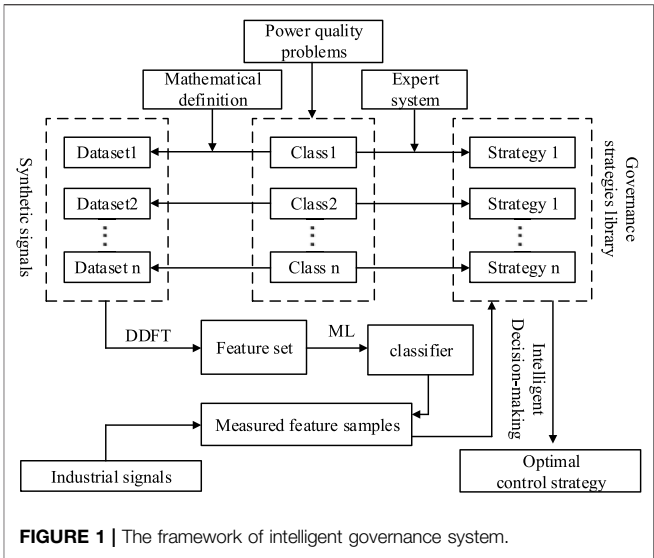 Power quality
problems
Mathematical
definition
Expert
system
Synthetic signals
Dataset1
Class1
Strategy 1
Governance
strategies library
Dataset2
Class2
Strategy 1
Dataset n
Class n
Strategy n
DDFT
Feature set
ML
classifier
Intelligent
Decision-making
Measured feature samples
Industrial signals
Optimal
control strategy
FIGURE 1 | The framework of intelligent governance system.